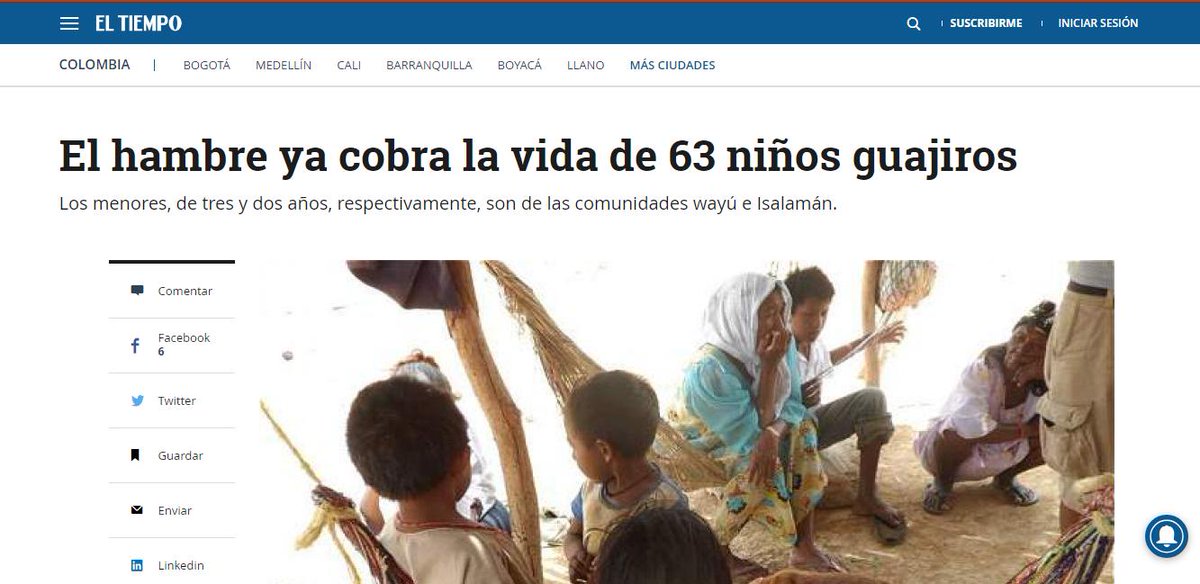 EL TIEMPO
SUSCRIBIRME
INICIAR SESIÓN
COLOMBIA | BOGOTÁ MEDELLÍN CALI BARRANQUILLA BOYACÁ LLANO MÁS CIUDADES
El hambre ya cobra la vida de 63 niños guajiros
Los menores, de tres y dos años, respectivamente, son de las comunidades wayú e Isalamán.
Comentar
Facebook
6
Twitter
Guardar
Enviar
Linkedin